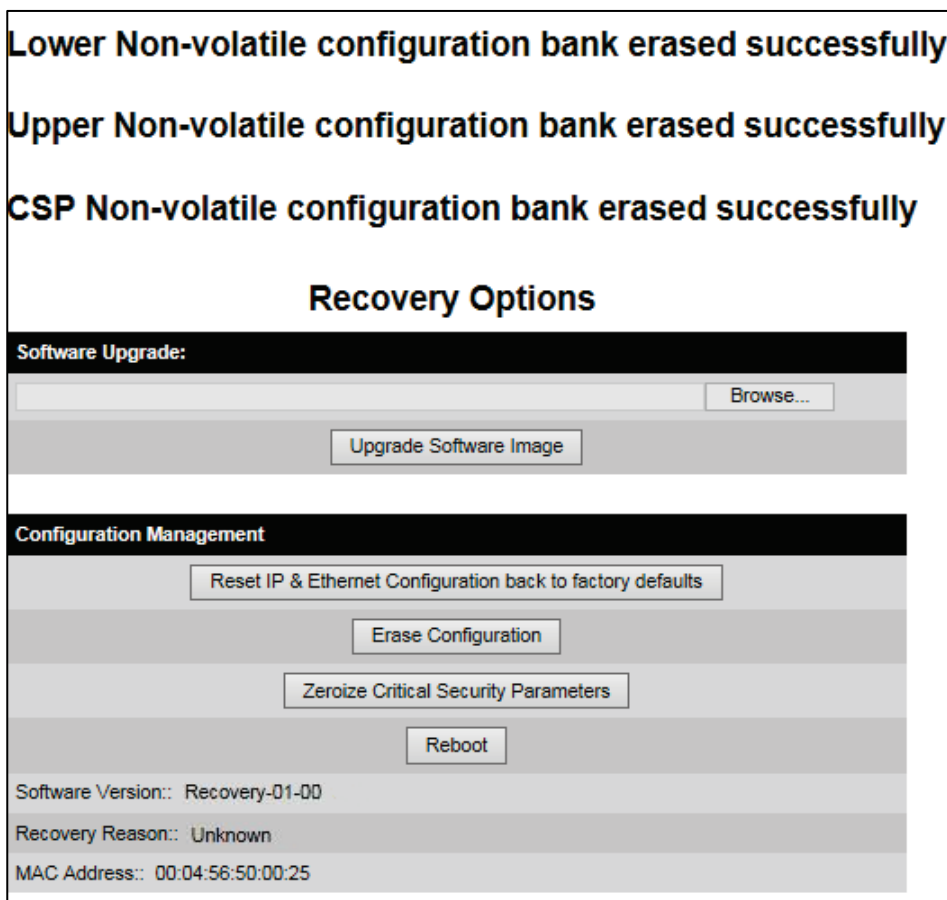 Lower Non-volatile configuration bank erased successfully
Upper Non-volatile configuration bank erased successfully
CSP Non-volatile configuration bank erased successfully
Recovery Options
Software Upgrade:
Browse...
Upgrade Software Image
Configuration Management
Reset IP & Ethernet Configuration back to factory defaults
Erase Configuration
Zeroize Critical Security Parameters
Reboot
Software Version:: Recovery-01-00
Recovery Reason:: Unknown
MAC Address:: 00:04:56:50:00:25